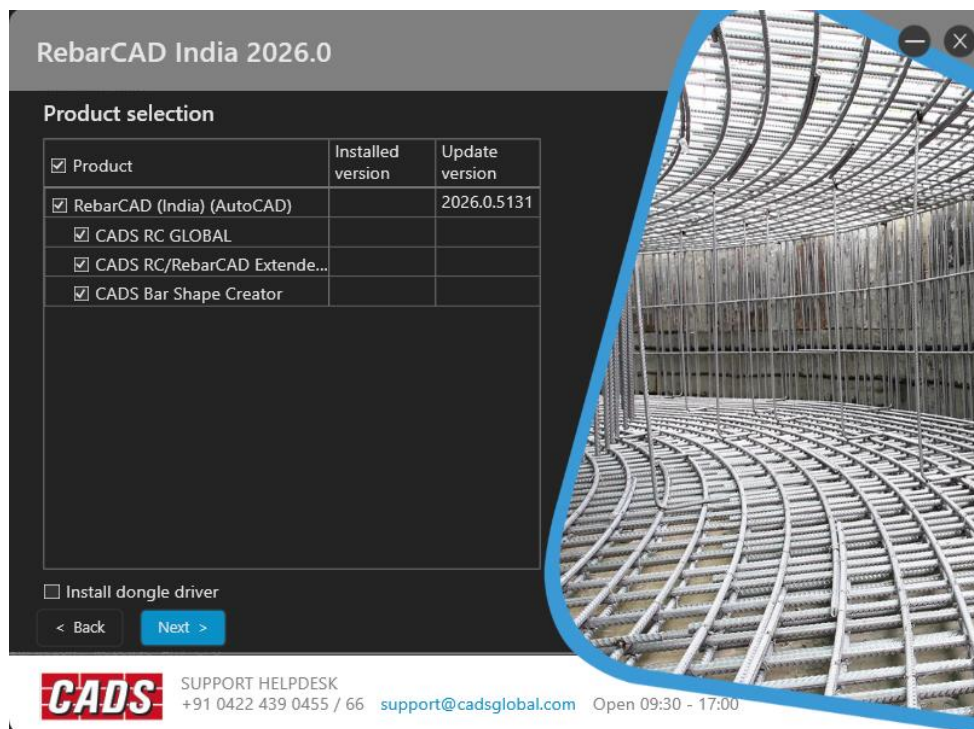 RebarCAD India 2026.0
Product selection
Product Installed version Update version
RebarCAD (India) (AutoCAD) 2026.0.5131
CADS RC GLOBAL
CADS RC/RebarCAD Extende...
CADS Bar Shape Creator
Install dongle driver
< Back Next >
CADS SUPPORT HELPDESK
+91 0422 439 0455 / 66 support@cadsglobal.com Open 09:30 - 17:00